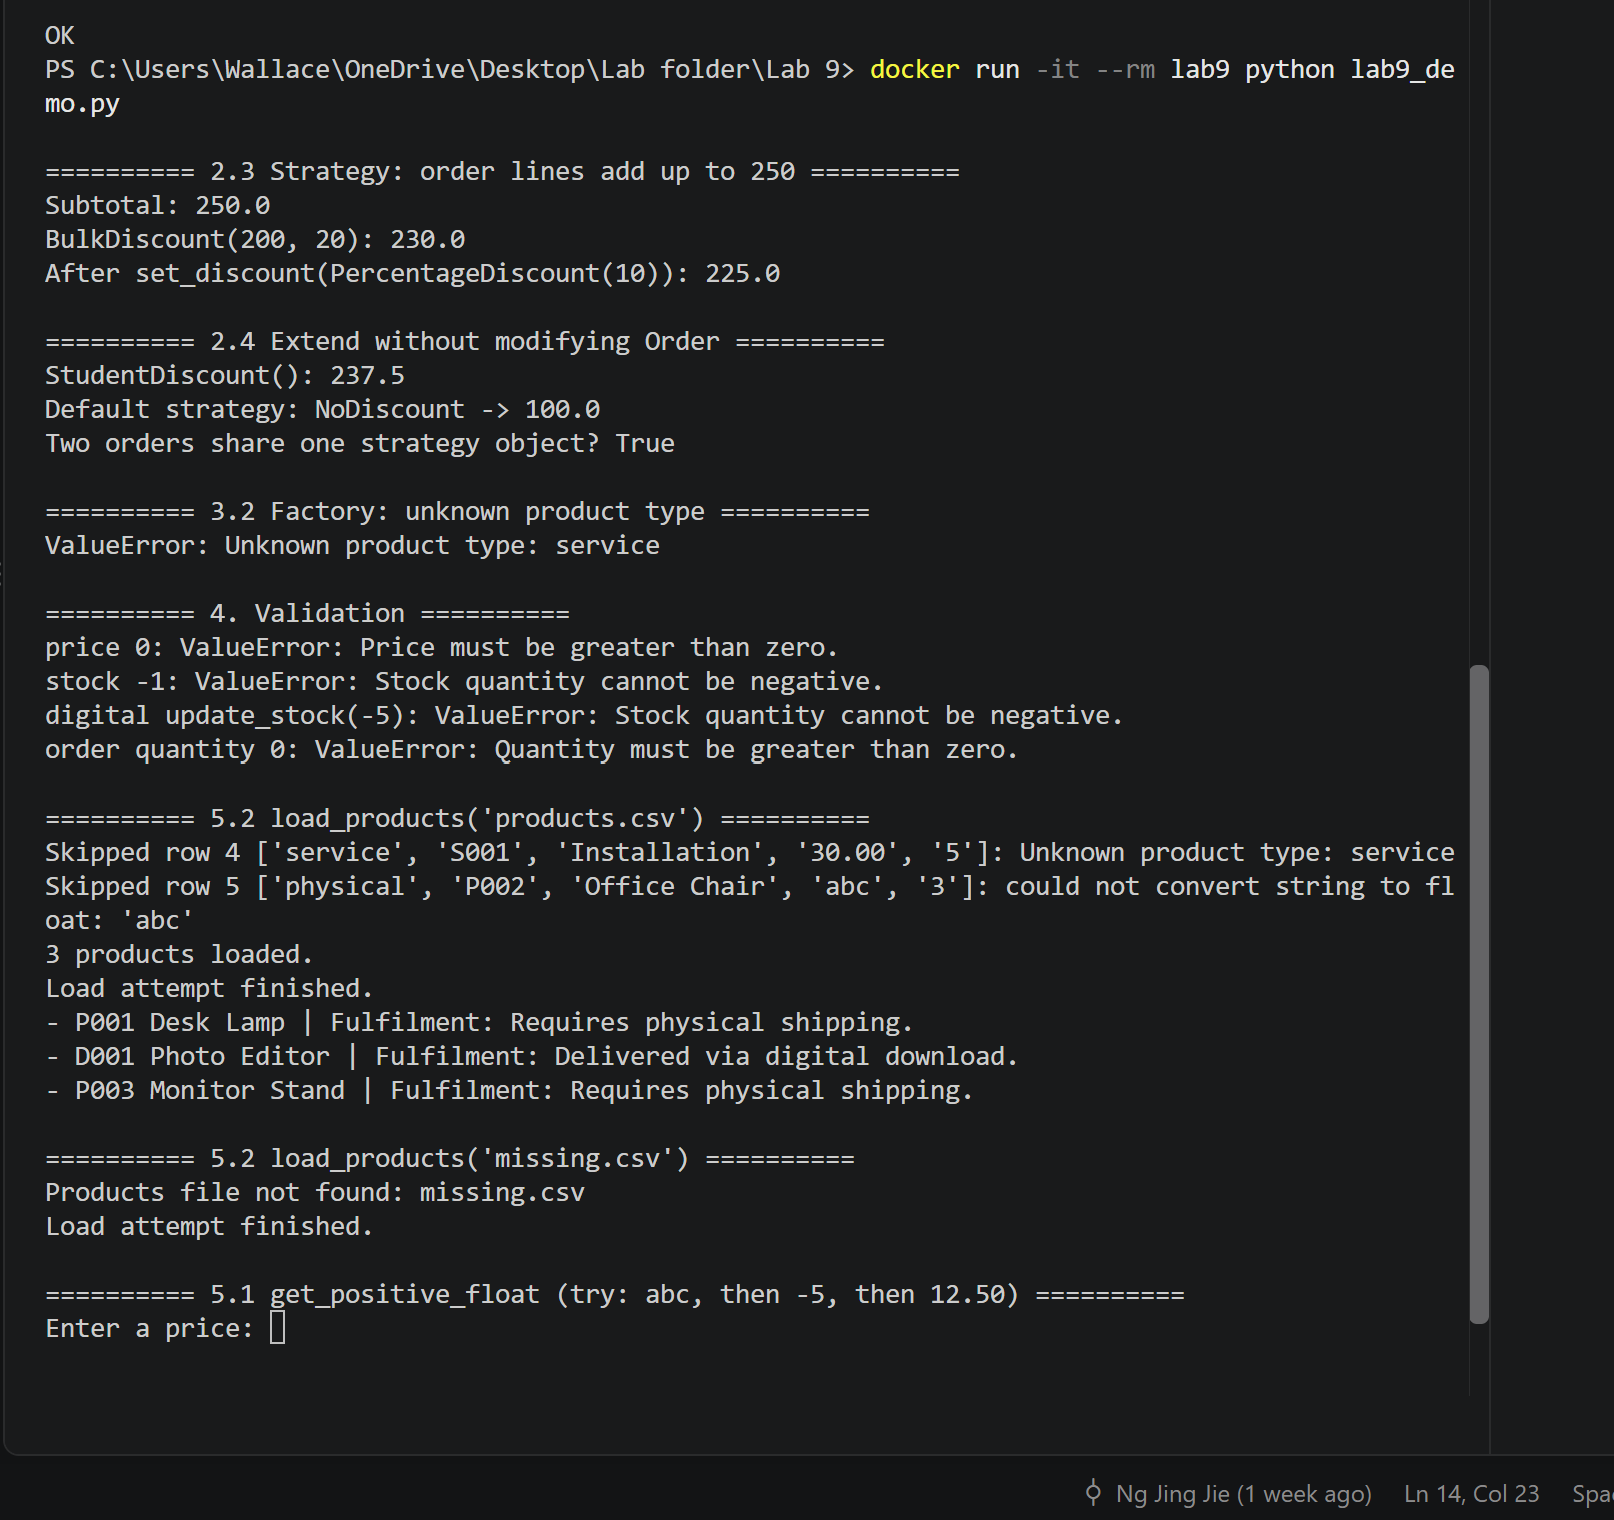 OK
PS C:\Users\Wallace\OneDrive\Desktop\Lab folder\Lab 9> docker run -it --rm lab9 python lab9_de
mo.py
========== 2.3 Strategy: order lines add up to 250 ==========
Subtotal: 250.0
BulkDiscount(200, 20): 230.0
After set_discount(PercentageDiscount(10)): 225.0
========== 2.4 Extend without modifying Order ==========
StudentDiscount(): 237.5
Default strategy: NoDiscount -> 100.0
Two orders share one strategy object? True
========== 3.2 Factory: unknown product type ==========
ValueError: Unknown product type: service
========== 4. Validation ==========
price 0: ValueError: Price must be greater than zero.
stock -1: ValueError: Stock quantity cannot be negative.
digital update_stock(-5): ValueError: Stock quantity cannot be negative.
order quantity 0: ValueError: Quantity must be greater than zero.
========== 5.2 load_products('products.csv') ==========
Skipped row 4 ['service', 'S001', 'Installation', '30.00', '5']: Unknown product type: service
Skipped row 5 ['physical', 'P002', 'Office Chair', 'abc', '3']: could not convert string to fl
oat: 'abc'
3 products loaded.
Load attempt finished.
- P001 Desk Lamp | Fulfilment: Requires physical shipping.
- D001 Photo Editor | Fulfilment: Delivered via digital download.
- P003 Monitor Stand | Fulfilment: Requires physical shipping.
========== 5.2 load_products('missing.csv') ==========
Products file not found: missing.csv
Load attempt finished.
========== 5.1 get_positive_float (try: abc, then -5, then 12.50) ==========
Enter a price:
Ng Jing Jie (1 week ago) Ln 14, Col 23